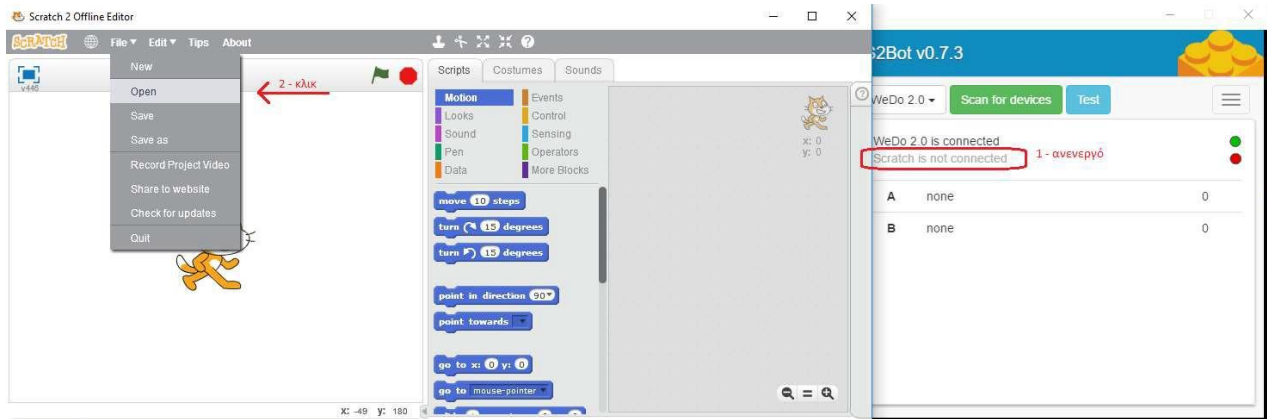 Scratch 2 Offline Editor
SCRATCH File Edit Tips About
New
Open
Save
Save as
Record Project Video
Share to website
Check for updates
Quit
v446
2 - κλικ
X: -49 Y: 180
Scripts Costumes Sounds
Motion Events
Looks Control
Sound Sensing
Pen Operators
Data More Blocks
move 10 steps
turn 15 degrees
turn 15 degrees
point in direction 90
point towards
go to x: 0 y: 0
go to mouse-pointer
x: 0
y: 0
S2Bot v0.7.3
WeDo 2.0 Scan for devices Test
WeDo 2.0 is connected
Scratch is not connected 1 - ανενεργό
A none 0
B none 0